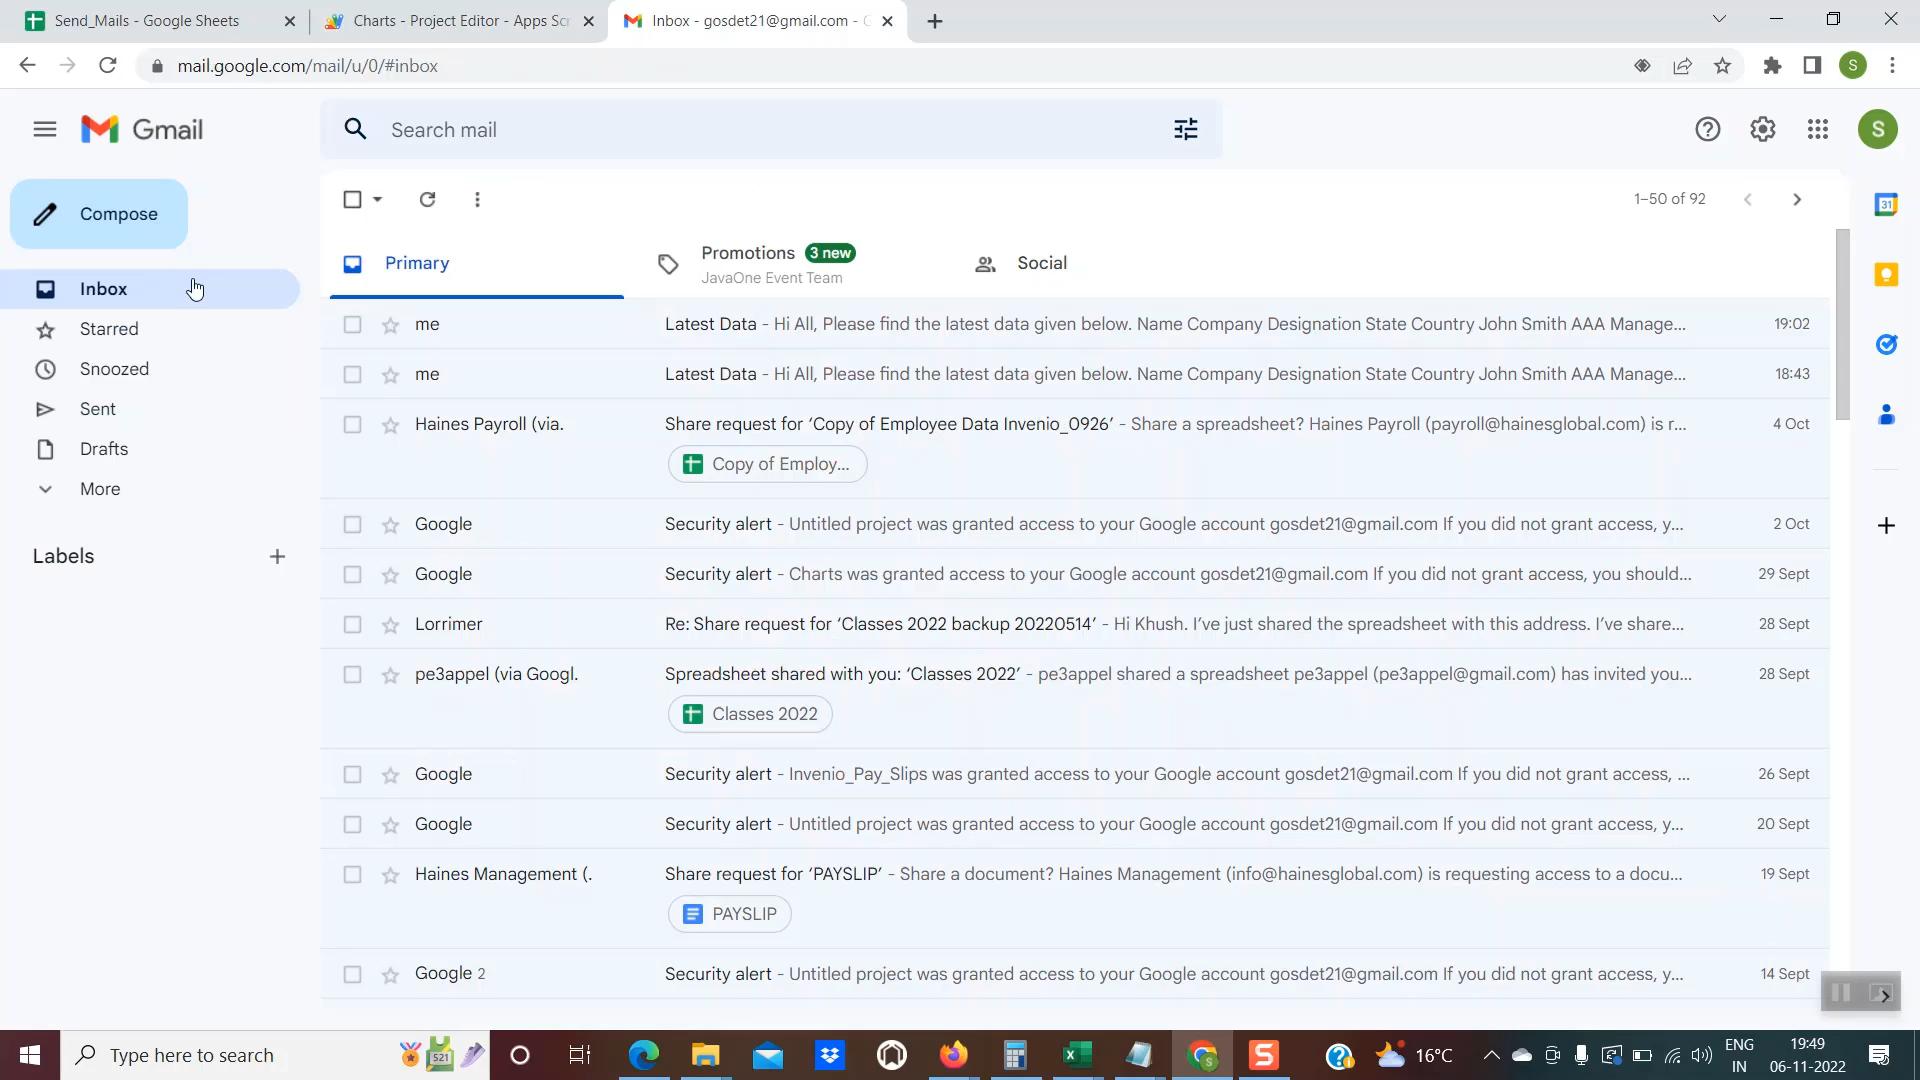 Send_Mails - Google Sheets
Charts - Project Editor - Apps Scr
Inbox - gosdet21@gmail.com - G
mail.google.com/mail/u/0/#inbox
S
Gmail
Search mail
S
Compose
1–50 of 92
31
Primary
Promotions 3 new
JavaOne Event Team
Social
Inbox
Starred
Snoozed
Sent
Drafts
More
Labels
me Latest Data - Hi All, Please find the latest data given below. Name Company Designation State Country John Smith AAA Manage... 19:02
me Latest Data - Hi All, Please find the latest data given below. Name Company Designation State Country John Smith AAA Manage... 18:43
Haines Payroll (via. Share request for ‘Copy of Employee Data Invenio_0926’ - Share a spreadsheet? Haines Payroll (payroll@hainesglobal.com) is r... 4 Oct
Copy of Employ...
Google Security alert - Untitled project was granted access to your Google account gosdet21@gmail.com If you did not grant access, y... 2 Oct
Google Security alert - Charts was granted access to your Google account gosdet21@gmail.com If you did not grant access, you should... 29 Sept
Lorrimer Re: Share request for ‘Classes 2022 backup 20220514’ - Hi Khush. I’ve just shared the spreadsheet with this address. I’ve share... 28 Sept
pe3appel (via Googl. Spreadsheet shared with you: ‘Classes 2022’ - pe3appel shared a spreadsheet pe3appel (pe3appel@gmail.com) has invited you... 28 Sept
Classes 2022
Google Security alert - Invenio_Pay_Slips was granted access to your Google account gosdet21@gmail.com If you did not grant access, ... 26 Sept
Google Security alert - Untitled project was granted access to your Google account gosdet21@gmail.com If you did not grant access, y... 20 Sept
Haines Management (. Share request for ‘PAYSLIP’ - Share a document? Haines Management (info@hainesglobal.com) is requesting access to a docu... 19 Sept
PAYSLIP
Google 2 Security alert - Untitled project was granted access to your Google account gosdet21@gmail.com If you did not grant access, y... 14 Sept
Type here to search
521
S
S
16°C
ENG
IN
19:49
06-11-2022